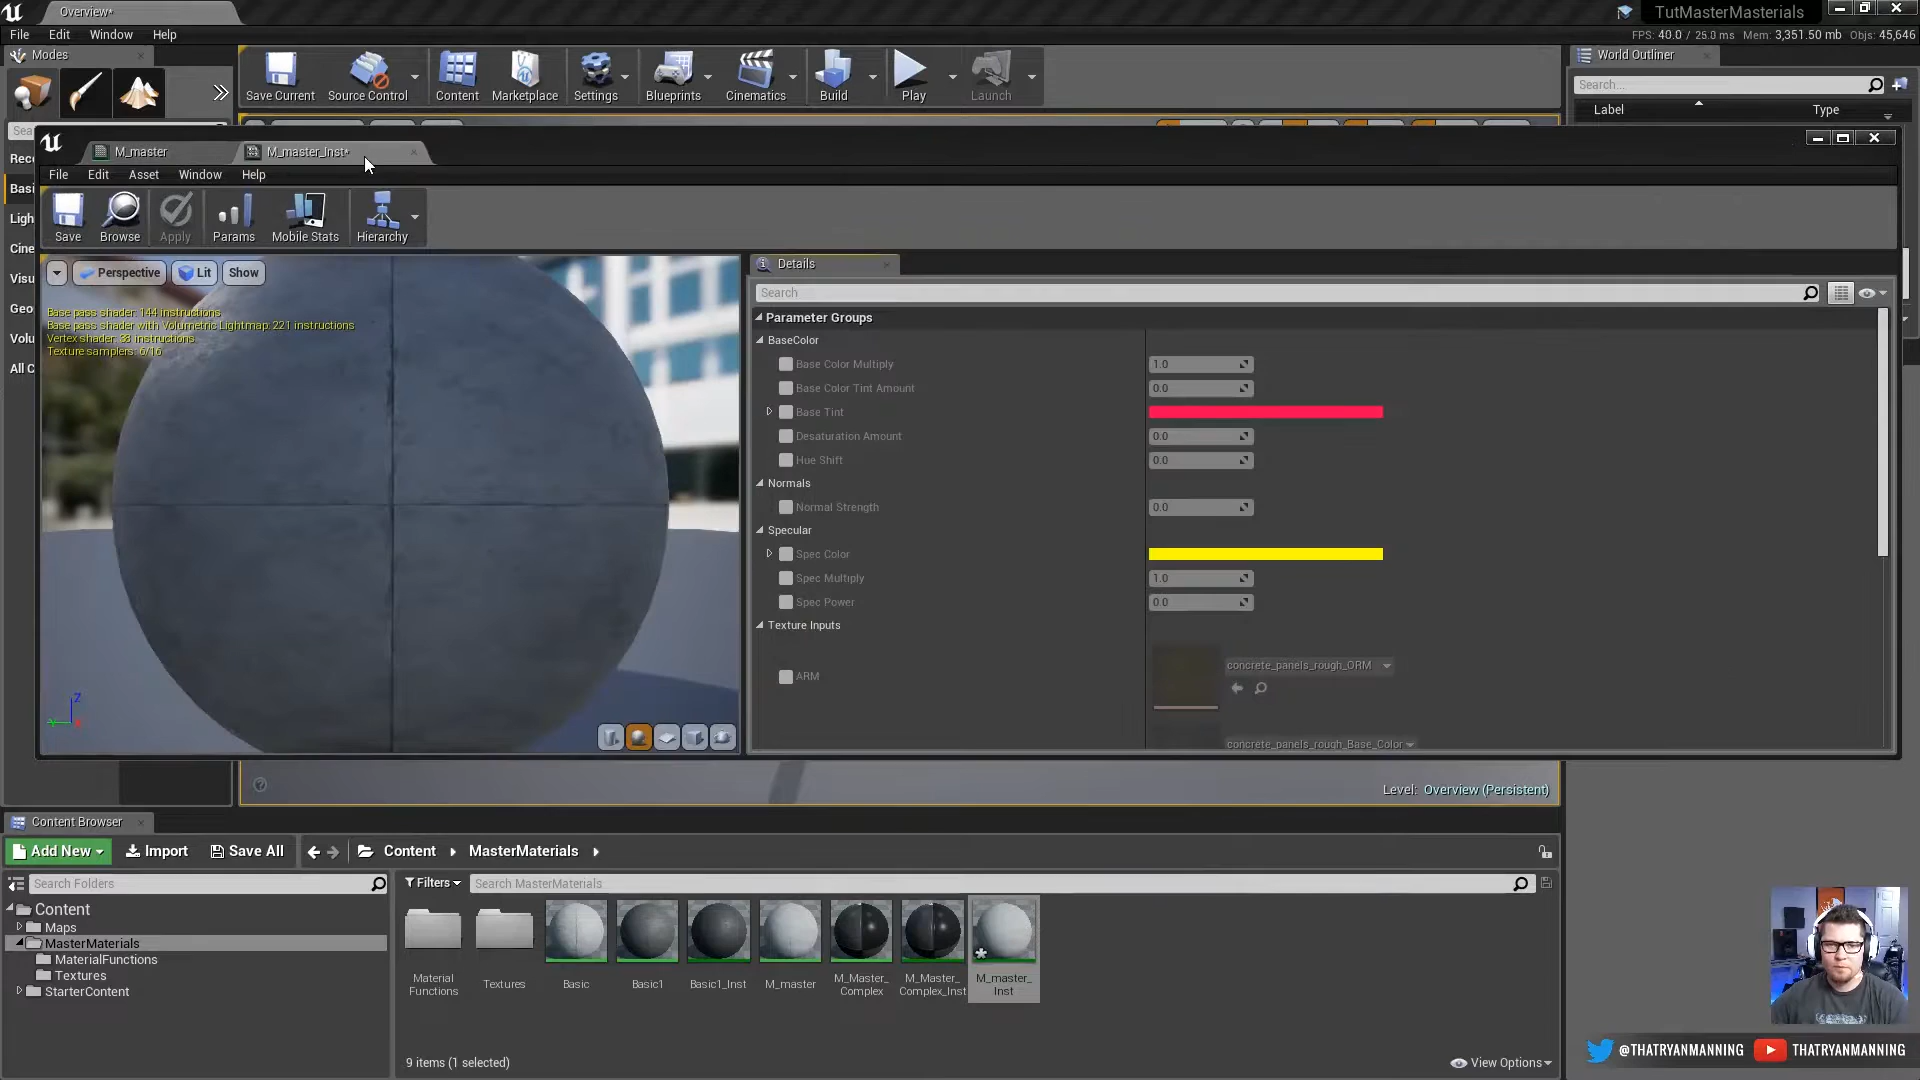 Overview*
TutMasterMasterials
File Edit Window Help
FPS: 40.0 / 25.0 ms Mem: 3,351.50 mb Objs: 45,646
Modes
World Outliner
Save Current
Source Control
Content
Marketplace
Settings
Blueprints
Cinematics
Build
Play
Launch
Search...
Label
Type
M_master
M_master_Inst*
File Edit Asset Window Help
Save
Browse
Apply
Params
Mobile Stats
Hierarchy
Perspective
Lit
Show
Base pass shader: 144 instructions
Base pass shader with Volumetric Lightmap: 221 instructions
Vertex shader: 38 instructions
Texture samplers: 6/16
Details
Search
Parameter Groups
BaseColor
Base Color Multiply 1.0
Base Color Tint Amount 0.0
Base Tint
Desaturation Amount 0.0
Hue Shift 0.0
Normals
Normal Strength 0.0
Specular
Spec Color
Spec Multiply 1.0
Spec Power 0.0
Texture Inputs
ARM
concrete_panels_rough_ORM
concrete_panels_rough_Base_Color
Level: Overview (Persistent)
Content Browser
Add New
Import
Save All
Content
MasterMaterials
Search Folders
Filters
Search MasterMaterials
Content
Maps
MasterMaterials
MaterialFunctions
Textures
StarterContent
Material
Functions
Textures
Basic
Basic1
Basic1_Inst
M_master
M_Master_
Complex
M_Master_
Complex_Inst
M_master_
Inst
9 items (1 selected)
View Options
@THATRYANMANNING
THATRYANMANNING